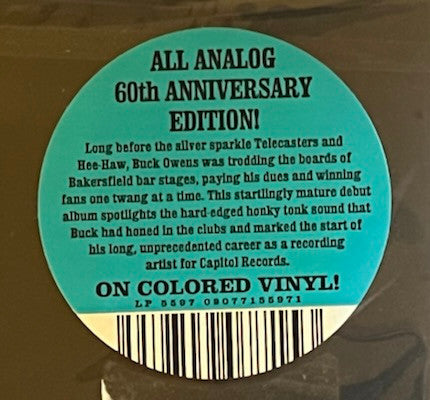 ALL ANALOG
60th ANNIVERSARY
EDITION!
Long before the silver sparkle Telecasters and
Hee-Haw, Buck Owens was trodding the boards of
Bakersfield bar stages, paying his dues and winning
fans one twang at a time. This startlingly mature debut
album spotlights the hard-edged honky tonk sound that
Buck had honed in the clubs and marked the start of
his long, unprecedented career as a recording
artist for Capitol Records.
ON COLORED VINYL!
LP 5597 09077155971